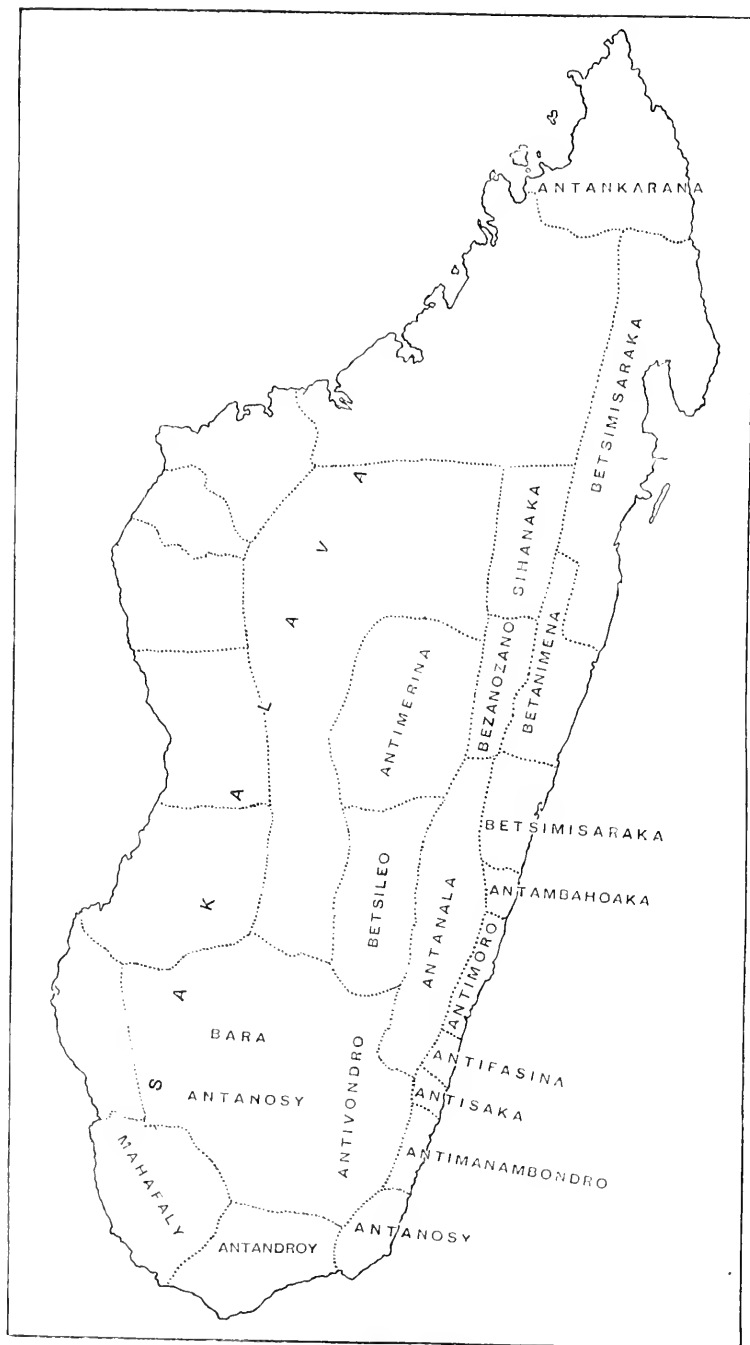 ANTANKARANA
BETSIMISARAKA
SAKALAVA
SIHANAKA
BEZANOZANO
BETANIMENA
ANTIMERINA
BETSIMISARAKA
BETSILEO
ANTANALA
ANTAMBAHOAKA
ANTIMORO
BARA
ANTIVONDRO
ANTIFASINA
ANTANOSY
ANTISAKA
MAHAFALY
ANTIMANAMBONDRO
ANTANOSY
ANTANDROY